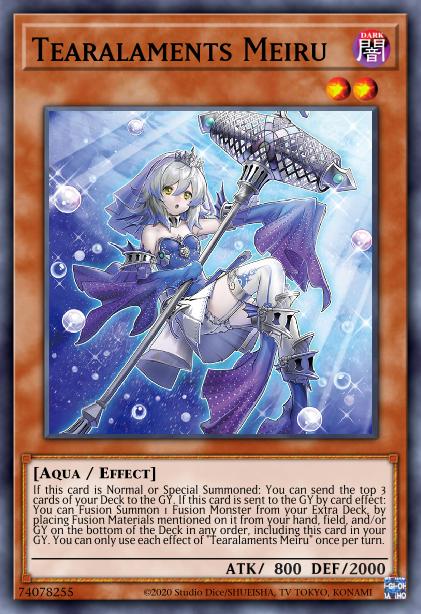 TEARALAMENTS MEIRU
DARK
闇
[AQUA / EFFECT]
If this card is Normal or Special Summoned: You can send the top 3
cards of your Deck to the GY. If this card is sent to the GY by card effect:
You can Fusion Summon 1 Fusion Monster from your Extra Deck, by
placing Fusion Materials mentioned on it from your hand, field, and/or
GY on the bottom of the Deck in any order, including this card in your
GY. You can only use each effect of "Tearalaments Meiru" once per turn.
ATK/ 800 DEF/2000
74078255
©2020 Studio Dice/SHUEISHA, TV TOKYO, KONAMI